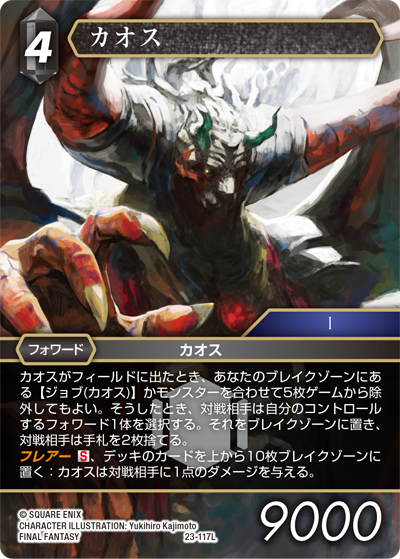 4
カオス
I
フォワード
カオス
カオスがフィールドに出たとき、あなたのブレイクゾーンにあ
る【ジョブ(カオス)】かモンスターを合わせて5枚ゲームから除
外してもよい。そうしたとき、対戦相手は自分のコントロール
するフォワード1体を選択する。それをブレイクゾーンに置き、
対戦相手は手札を2枚捨てる。
フレアー S、デッキのカードを上から10枚ブレイクゾーンに
置く:カオスは対戦相手に1点のダメージを与える。
© SQUARE ENIX
CHARACTER ILLUSTRATION: Yukihiro Kajimoto
FINAL FANTASY
23-117L
9000